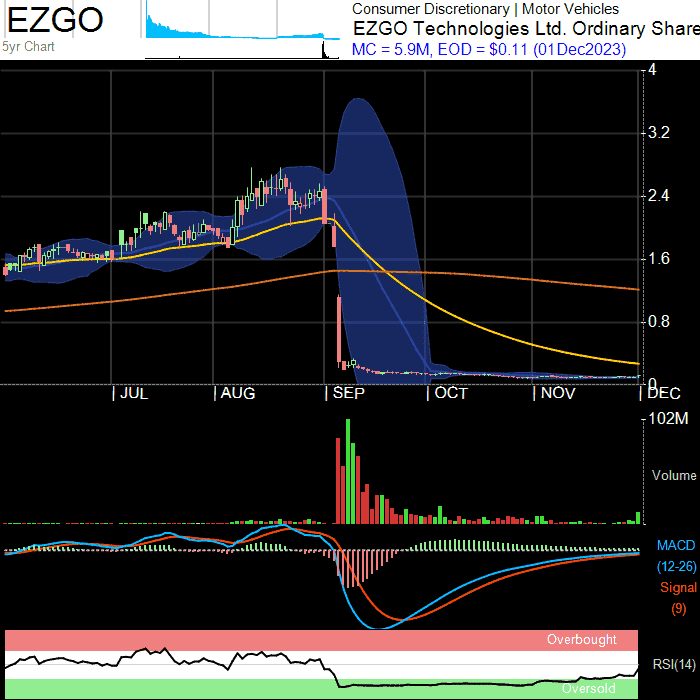 EZGO
5yr Chart
Consumer Discretionary | Motor Vehicles
EZGO Technologies Ltd. Ordinary Share
MC = 5.9M, EOD = $0.11 (01Dec2023)
4
3.2
2.4
1.6
0.8
0
JUL
AUG
SEP
OCT
NOV
DEC
102M
Volume
MACD
(12-26)
Signal
(9)
Overbought
RSI(14)
Oversold